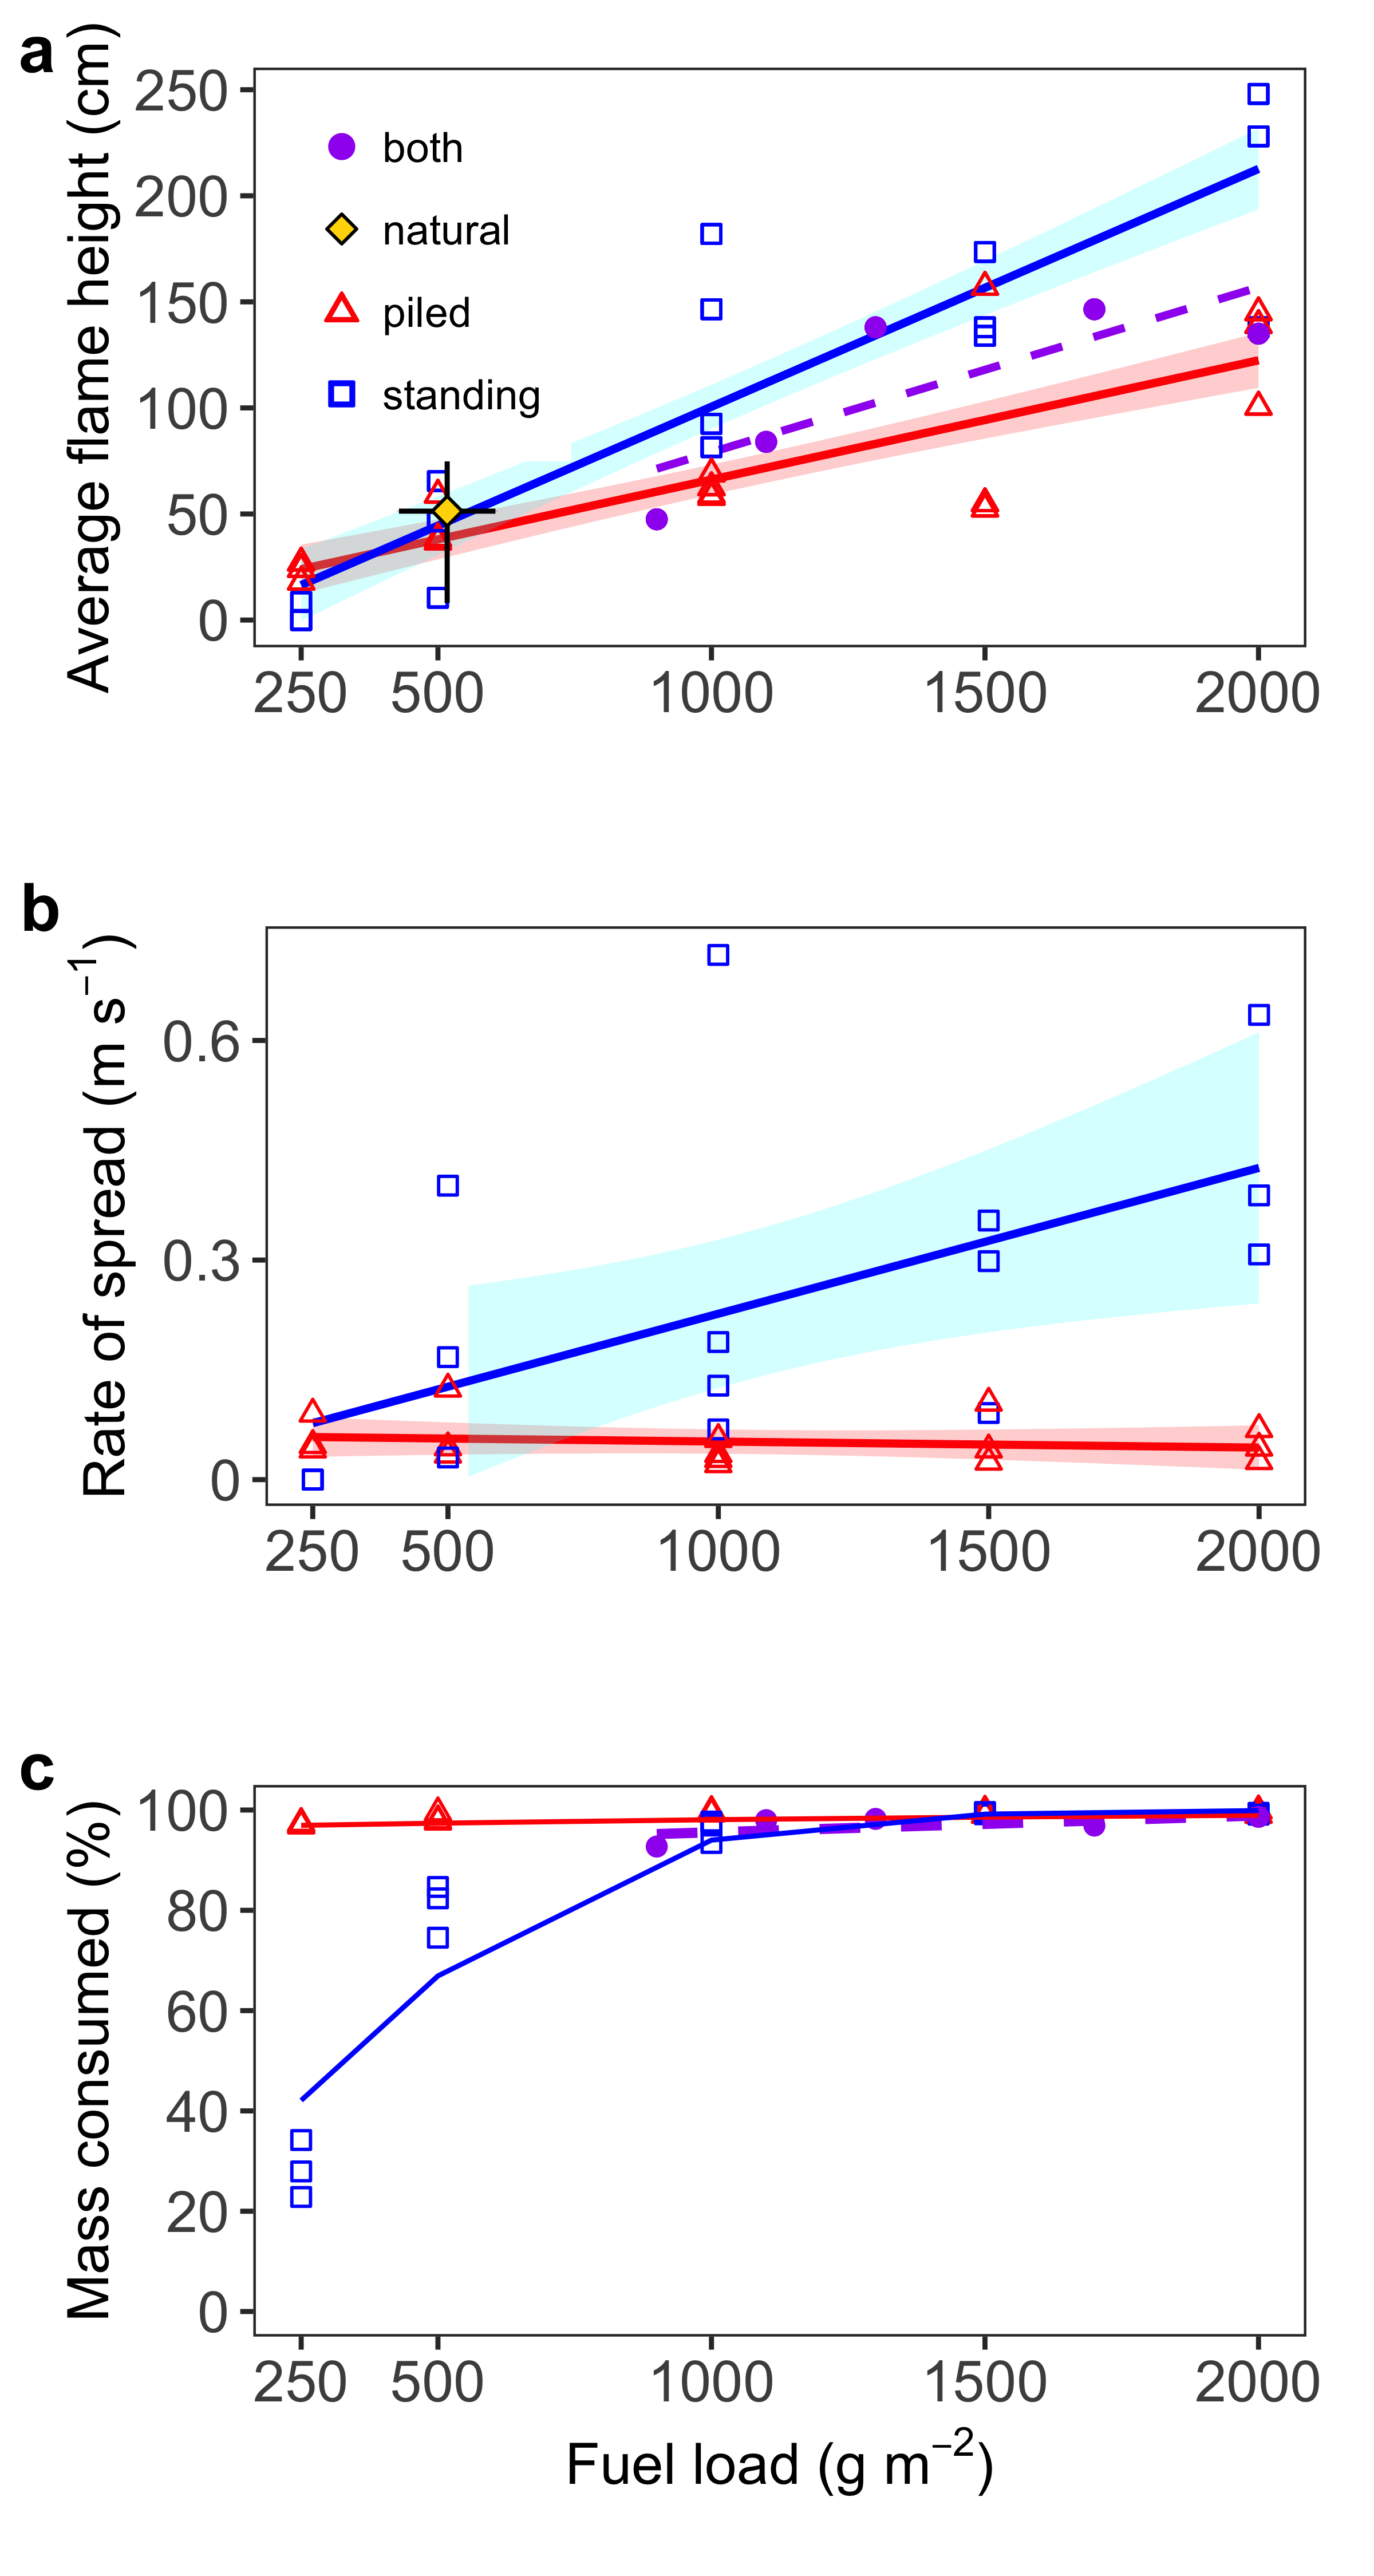 a
Average flame height (cm)
250
200
150
100
50
0
both
natural
piled
standing
250 500 1000 1500 2000
b
Rate of spread (m s⁻¹)
0.6
0.3
0
250 500 1000 1500 2000
c
Mass consumed (%)
100
80
60
40
20
0
250 500 1000 1500 2000
Fuel load (g m⁻²)